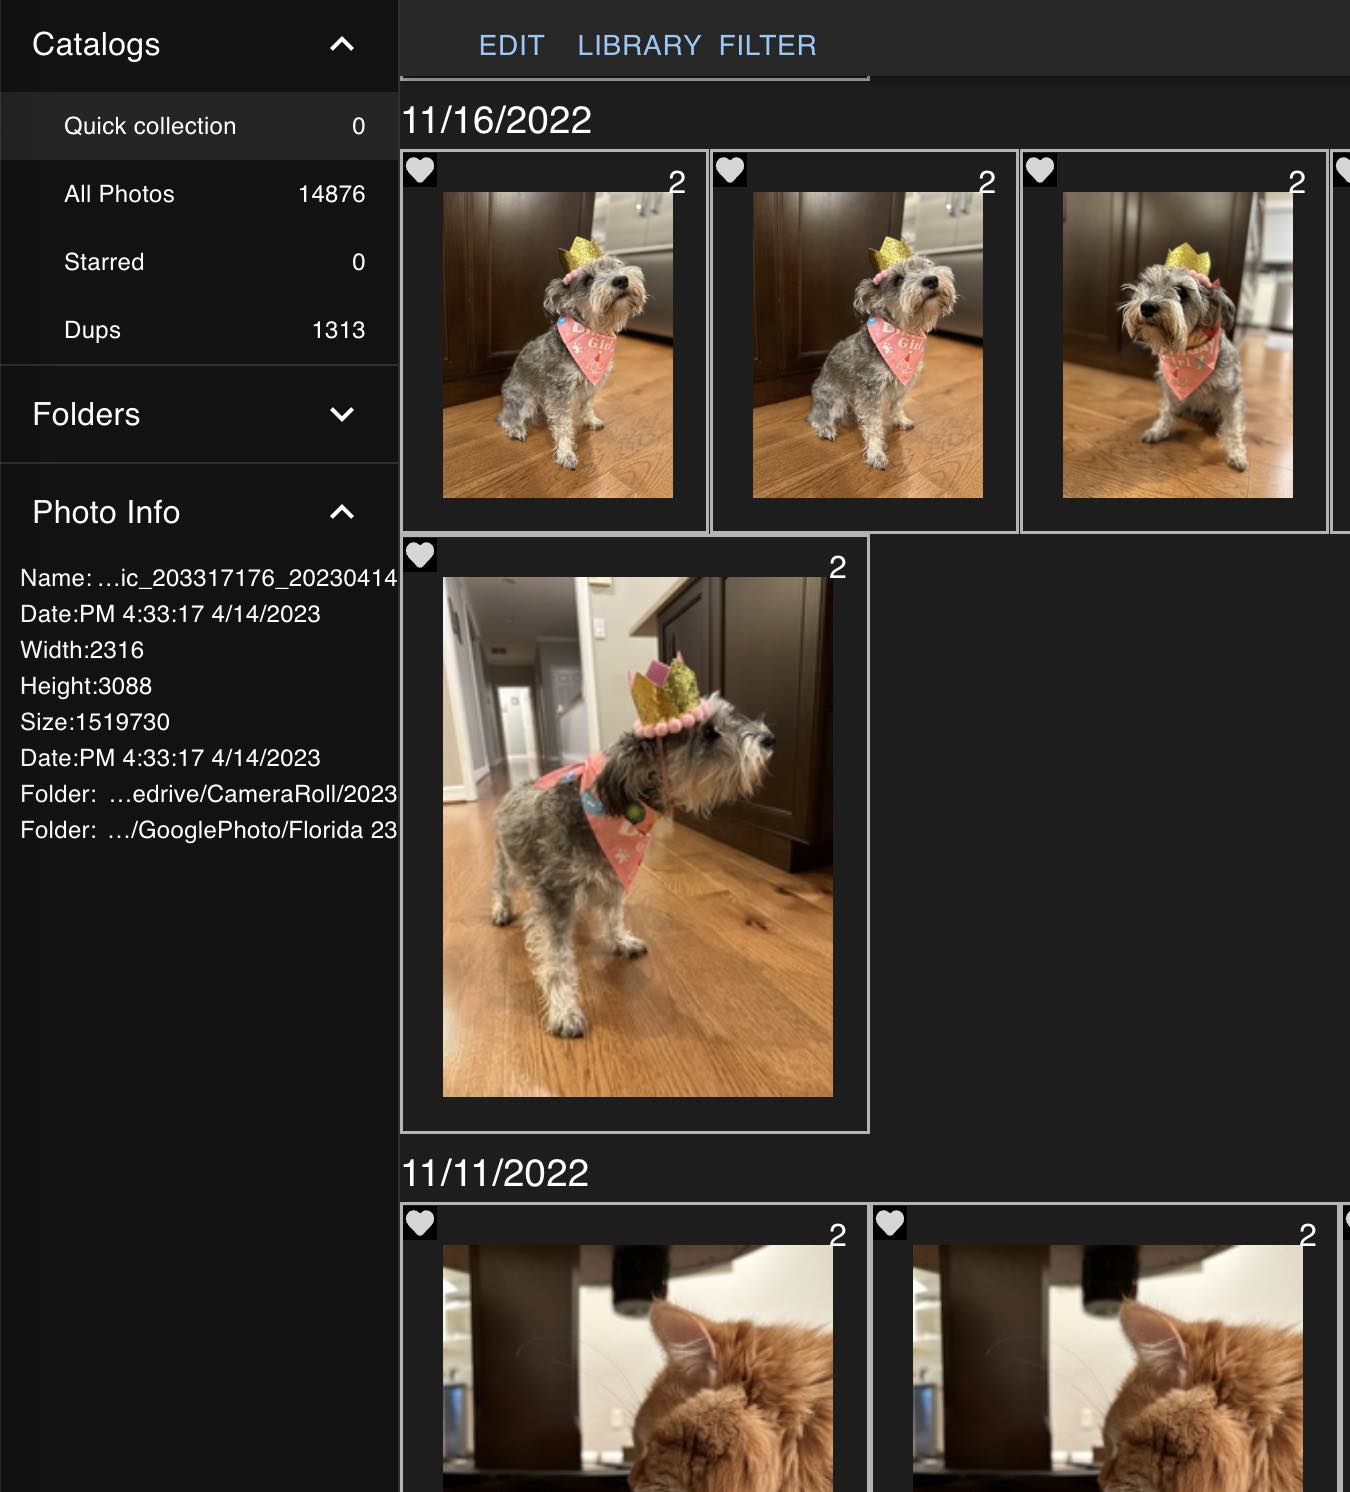 Catalogs
Quick collection 0
All Photos 14876
Starred 0
Dups 1313
Folders
Photo Info
Name: ...ic_203317176_20230414
Date:PM 4:33:17 4/14/2023
Width:2316
Height:3088
Size:1519730
Date:PM 4:33:17 4/14/2023
Folder: ...edrive/CameraRoll/2023
Folder: .../GooglePhoto/Florida 23
EDIT LIBRARY FILTER
11/16/2022
2 2 2
Girl Girl
2
11/11/2022
2 2